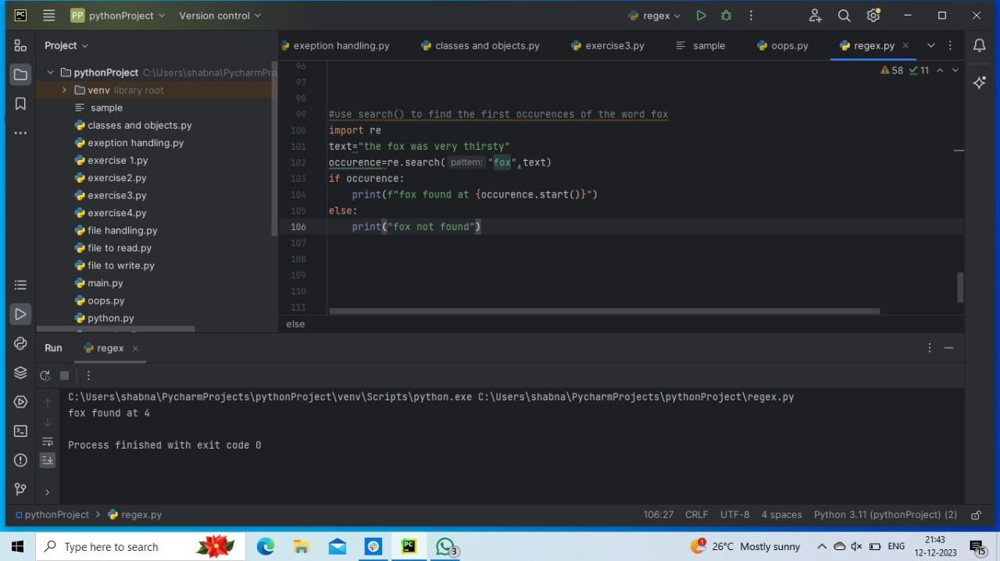 PC
PP pythonProject Version control regex
Project exeption handling.py classes and objects.py exercise3.py sample oops.py regex.py
58 11
pythonProject C:\Users\shabna\PycharmPro
venv library root
sample
classes and objects.py
exeption handling.py
exercise 1.py
exercise2.py
exercise3.py
exercise4.py
file handling.py
file to read.py
file to write.py
main.py
oops.py
python.py
96
97
98
99 #use search() to find the first occurences of the word fox
100 import re
101 text="the fox was very thirsty"
102 occurence=re.search( pattern: "fox",text)
103 if occurence:
104 print(f"fox found at {occurence.start()}")
105 else:
106 print("fox not found")
107
108
109
110
111
else
Run regex
C:\Users\shabna\PycharmProjects\pythonProject\venv\Scripts\python.exe C:\Users\shabna\PycharmProjects\pythonProject\regex.py
fox found at 4
Process finished with exit code 0
pythonProject regex.py 106:27 CRLF UTF-8 4 spaces Python 3.11 (pythonProject) (2)
Type here to search PC 3 1 26°C Mostly sunny ENG 21:43
12-12-2023 15